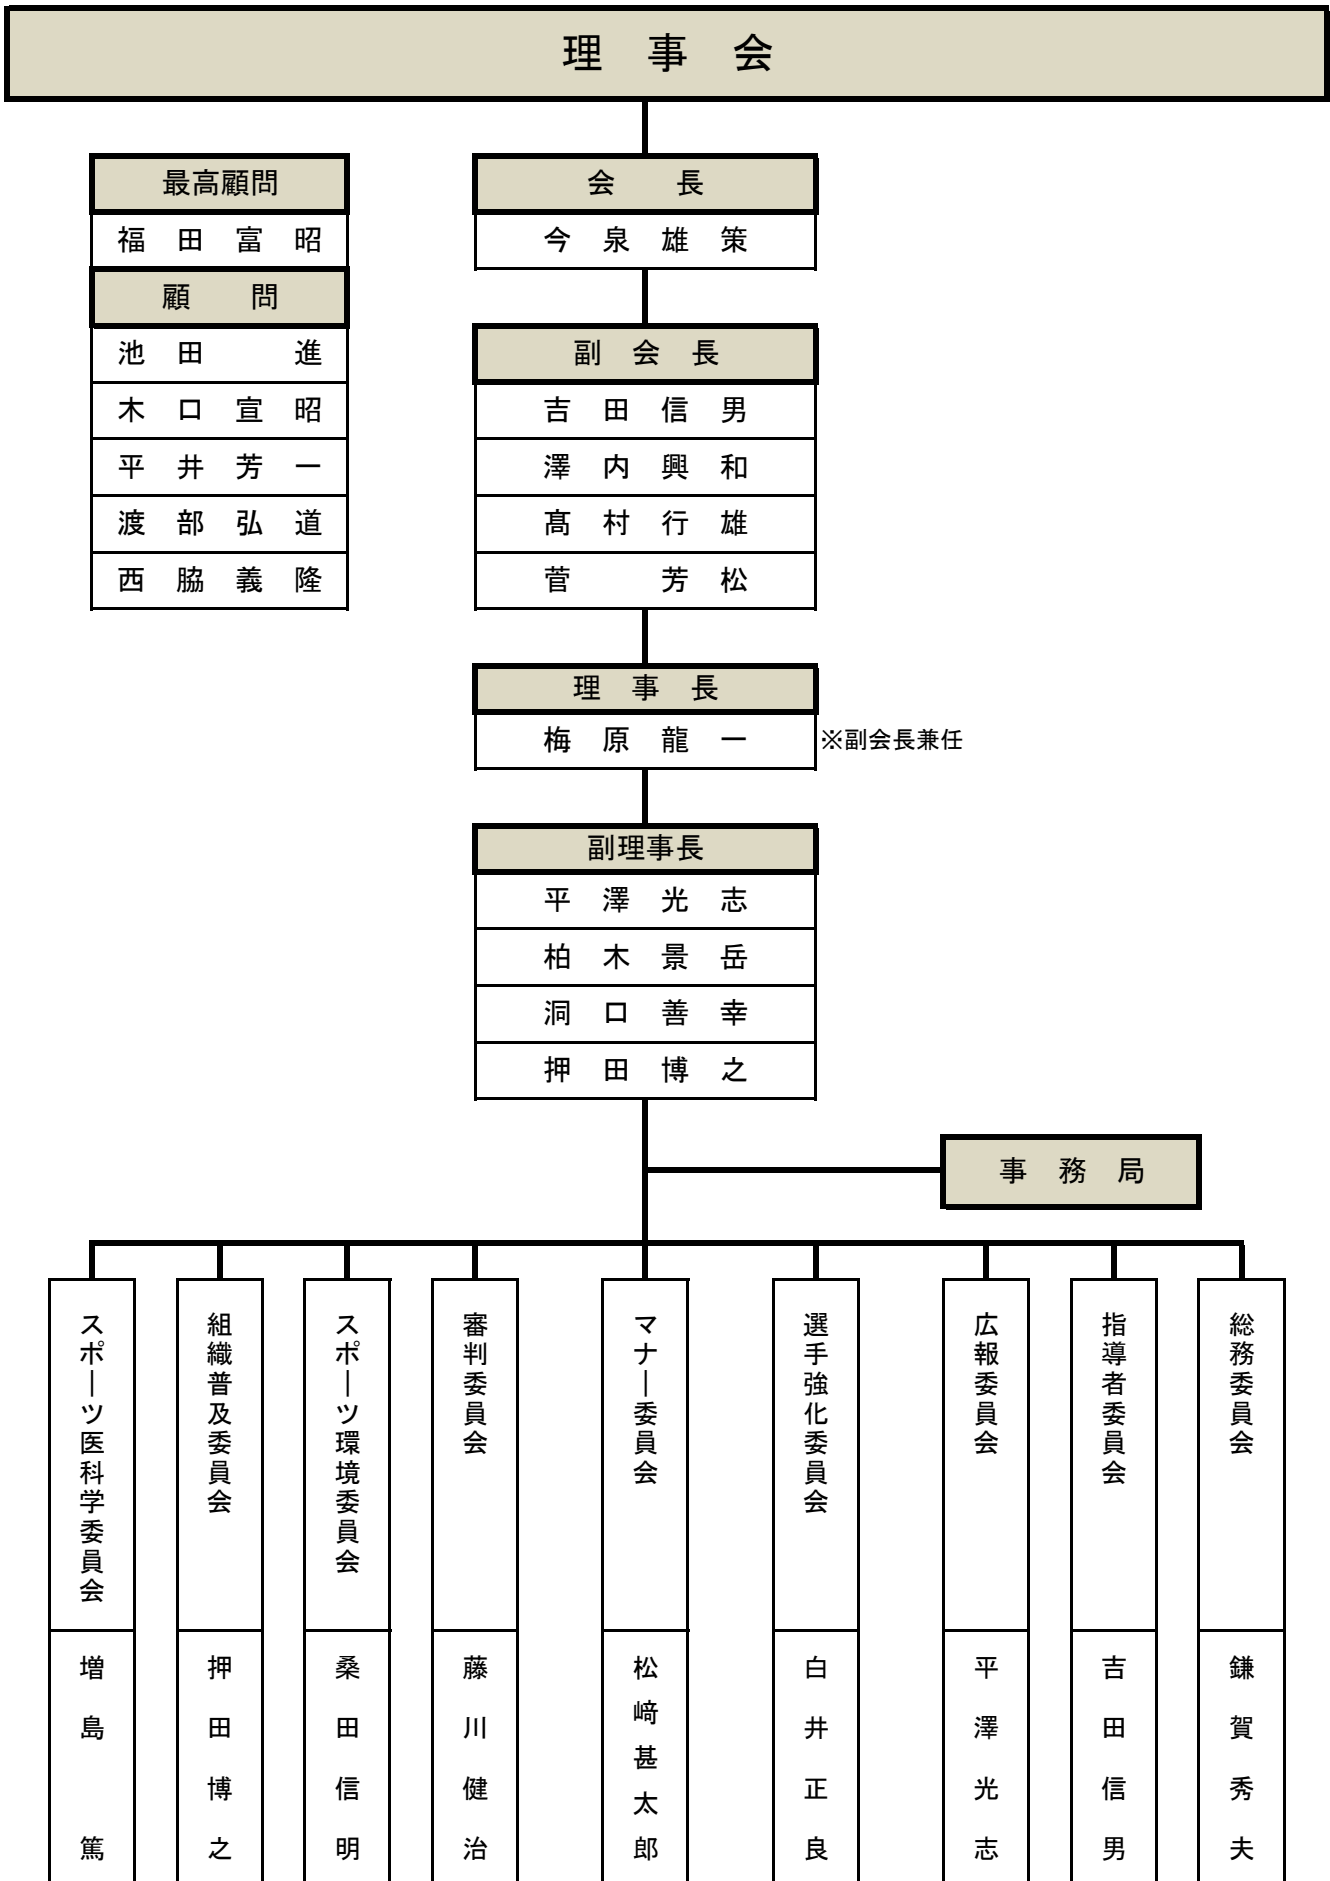 理 事 会
最高顧問
福 田 富 昭
顧 問
池 田 進
木 口 宣 昭
平 井 芳 一
渡 部 弘 道
西 脇 義 隆
会 長
今 泉 雄 策
副 会 長
吉 田 信 男
澤 内 興 和
髙 村 行 雄
菅 芳 松
理 事 長
梅 原 龍 一
※副会長兼任
副理事長
平 澤 光 志
柏 木 景 岳
洞 口 善 幸
押 田 博 之
事 務 局
総務委員会
鎌賀秀夫
指導者委員会
吉田信男
広報委員会
平澤光志
選手強化委員会
白井正良
マナー委員会
松﨑甚太郎
審判委員会
藤川健治
スポーツ環境委員会
桑田信明
組織普及委員会
押田博之
スポーツ医科学委員会
増島 篤